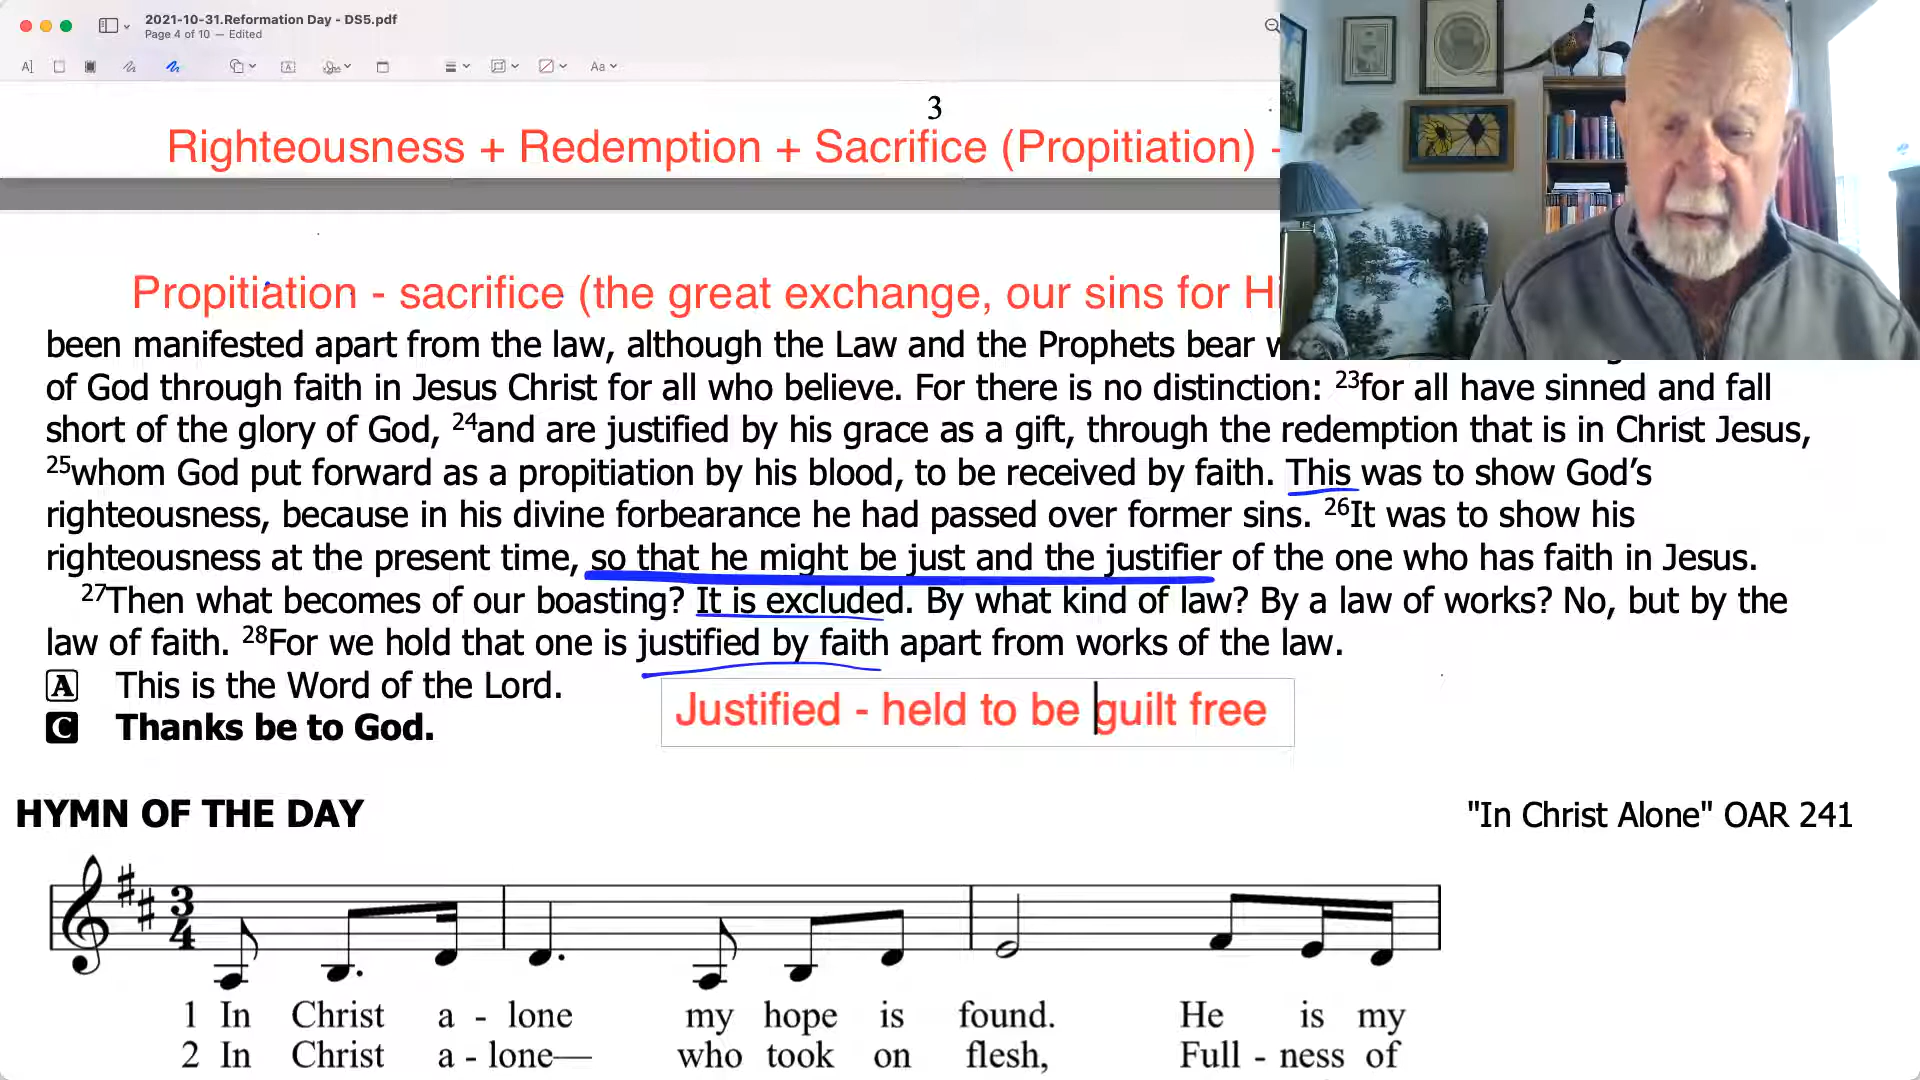 2021-10-31.Reformation Day - DS5.pdf
Page 4 of 10 — Edited
Aa
3
Righteousness + Redemption + Sacrifice (Propitiation) -
Propitiation - sacrifice (the great exchange, our sins for Hi
been manifested apart from the law, although the Law and the Prophets bear
of God through faith in Jesus Christ for all who believe. For there is no distinction: 23for all have sinned and fall
short of the glory of God, 24and are justified by his grace as a gift, through the redemption that is in Christ Jesus,
25whom God put forward as a propitiation by his blood, to be received by faith. This was to show God’s
righteousness, because in his divine forbearance he had passed over former sins. 26It was to show his
righteousness at the present time, so that he might be just and the justifier of the one who has faith in Jesus.
27Then what becomes of our boasting? It is excluded. By what kind of law? By a law of works? No, but by the
law of faith. 28For we hold that one is justified by faith apart from works of the law.
A This is the Word of the Lord.
C Thanks be to God.
Justified - held to be guilt free
HYMN OF THE DAY "In Christ Alone" OAR 241
3
4
1 In Christ a - lone my hope is found. He is my
2 In Christ a - lone— who took on flesh, Full - ness of